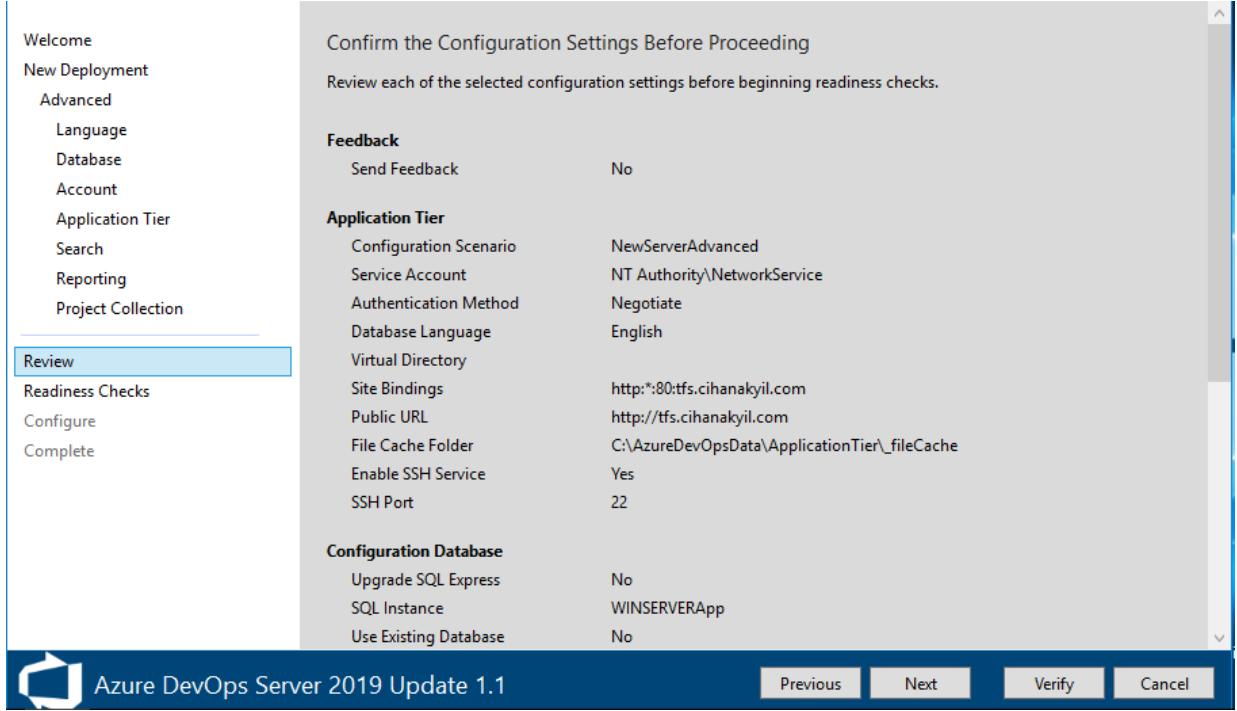 Welcome
New Deployment
Advanced
Language
Database
Account
Application Tier
Search
Reporting
Project Collection
Review
Readiness Checks
Configure
Complete
Confirm the Configuration Settings Before Proceeding
Review each of the selected configuration settings before beginning readiness checks.
Feedback
Send Feedback No
Application Tier
Configuration Scenario NewServerAdvanced
Service Account NT Authority\NetworkService
Authentication Method Negotiate
Database Language English
Virtual Directory
Site Bindings http:*:80:tfs.cihanakyil.com
Public URL http://tfs.cihanakyil.com
File Cache Folder C:\AzureDevOpsData\ApplicationTier\_fileCache
Enable SSH Service Yes
SSH Port 22
Configuration Database
Upgrade SQL Express No
SQL Instance WINSERVERApp
Use Existing Database No
Azure DevOps Server 2019 Update 1.1
Previous Next Verify Cancel